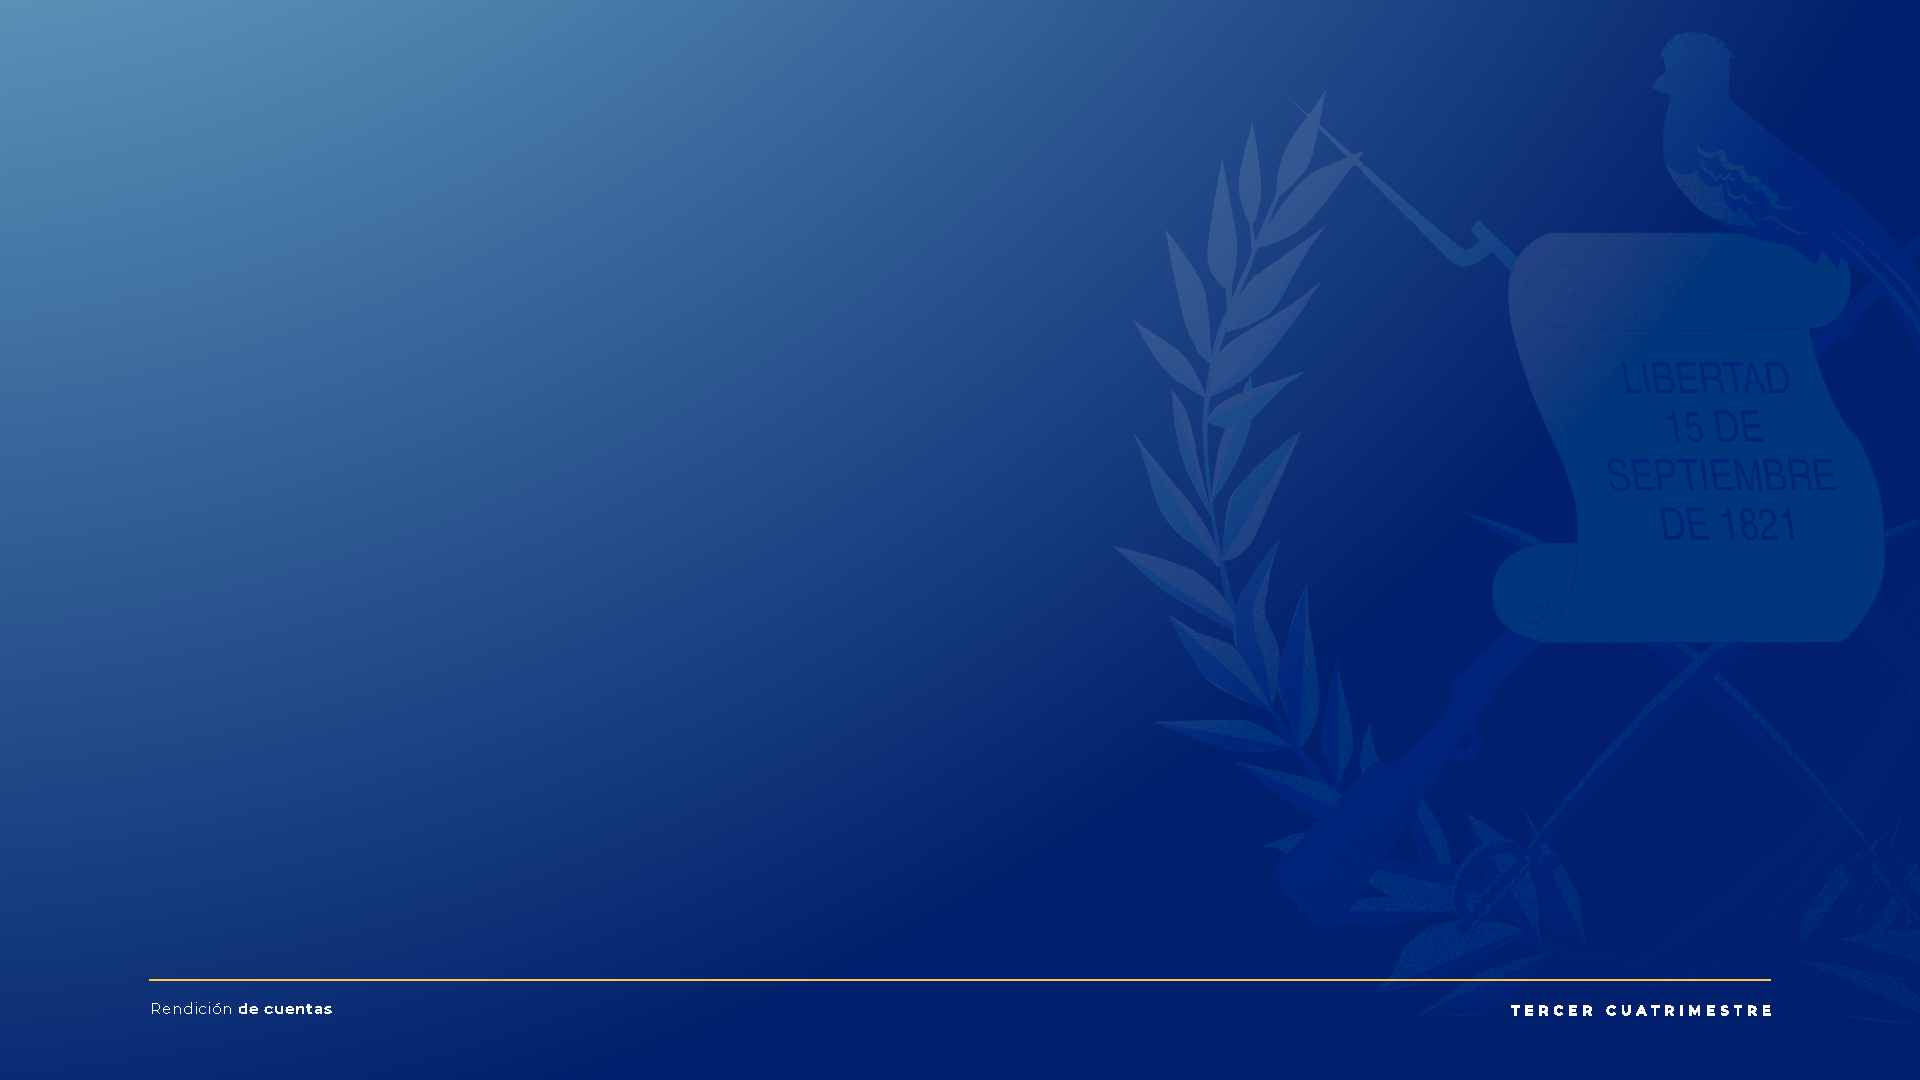 LIBERTAD
15 DE
SEPTIEMBRE
DE 1821
Rendición de cuentas
TERCER CUATRIMESTRE